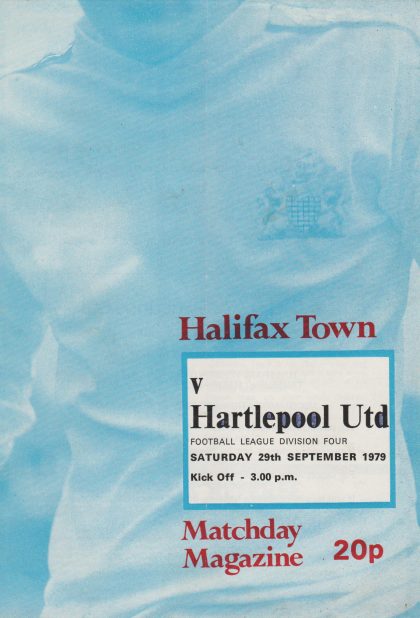 Halifax Town
v
Hartlepool Utd
FOOTBALL LEAGUE DIVISION FOUR
SATURDAY 29th SEPTEMBER 1979
Kick Off - 3.00 p.m.
Matchday
Magazine 20p